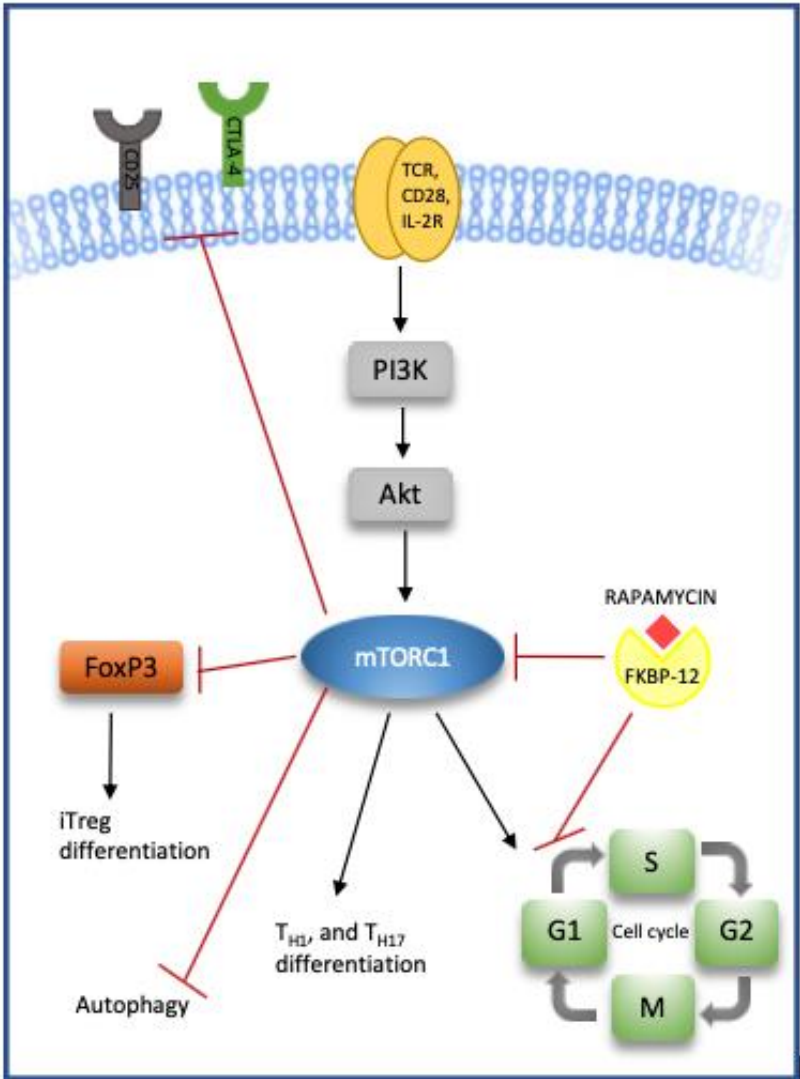 CD25
CTLA-4
TCR,
CD28,
IL-2R
PI3K
Akt
RAPAMYCIN
FoxP3
mTORC1
FKBP-12
iTreg
differentiation
S
G1
Cell cycle
G2
TH1, and TH17
differentiation
M
Autophagy